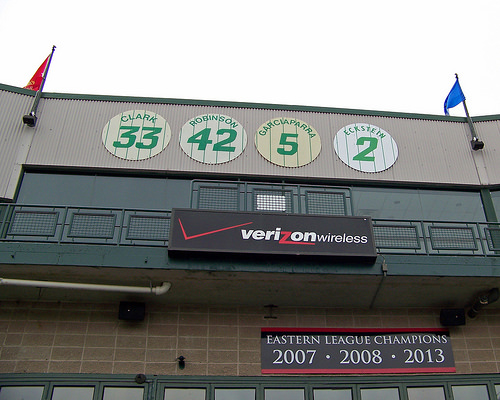 CLARK
33
ROBINSON
42
GARCIAPARRA
5
ECKSTEIN
2
verizonwireless
EASTERN LEAGUE CHAMPIONS
2007 · 2008 · 2013